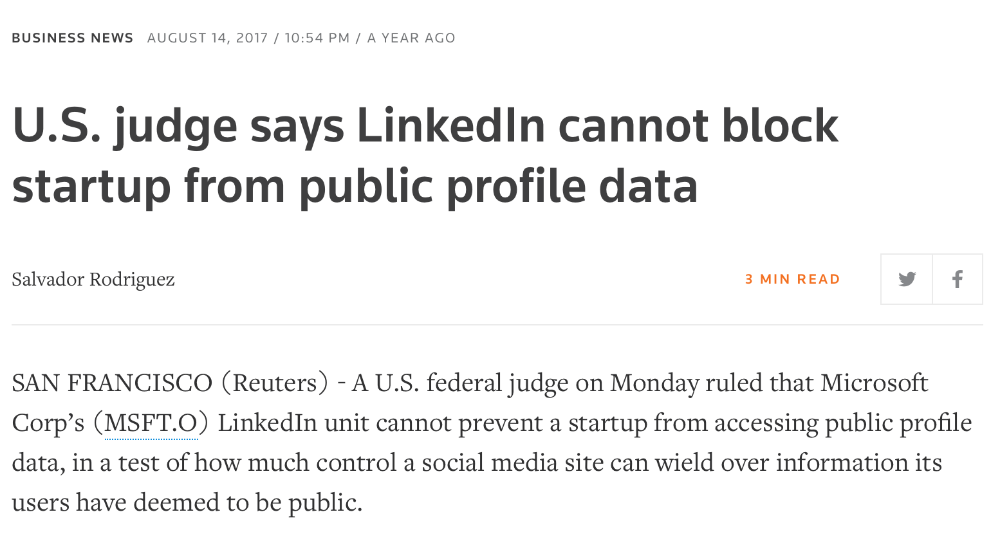 BUSINESS NEWS AUGUST 14, 2017 / 10:54 PM / A YEAR AGO
U.S. judge says LinkedIn cannot block
startup from public profile data
Salvador Rodriguez 3 MIN READ
SAN FRANCISCO (Reuters) - A U.S. federal judge on Monday ruled that Microsoft
Corp’s (MSFT.O) LinkedIn unit cannot prevent a startup from accessing public profile
data, in a test of how much control a social media site can wield over information its
users have deemed to be public.